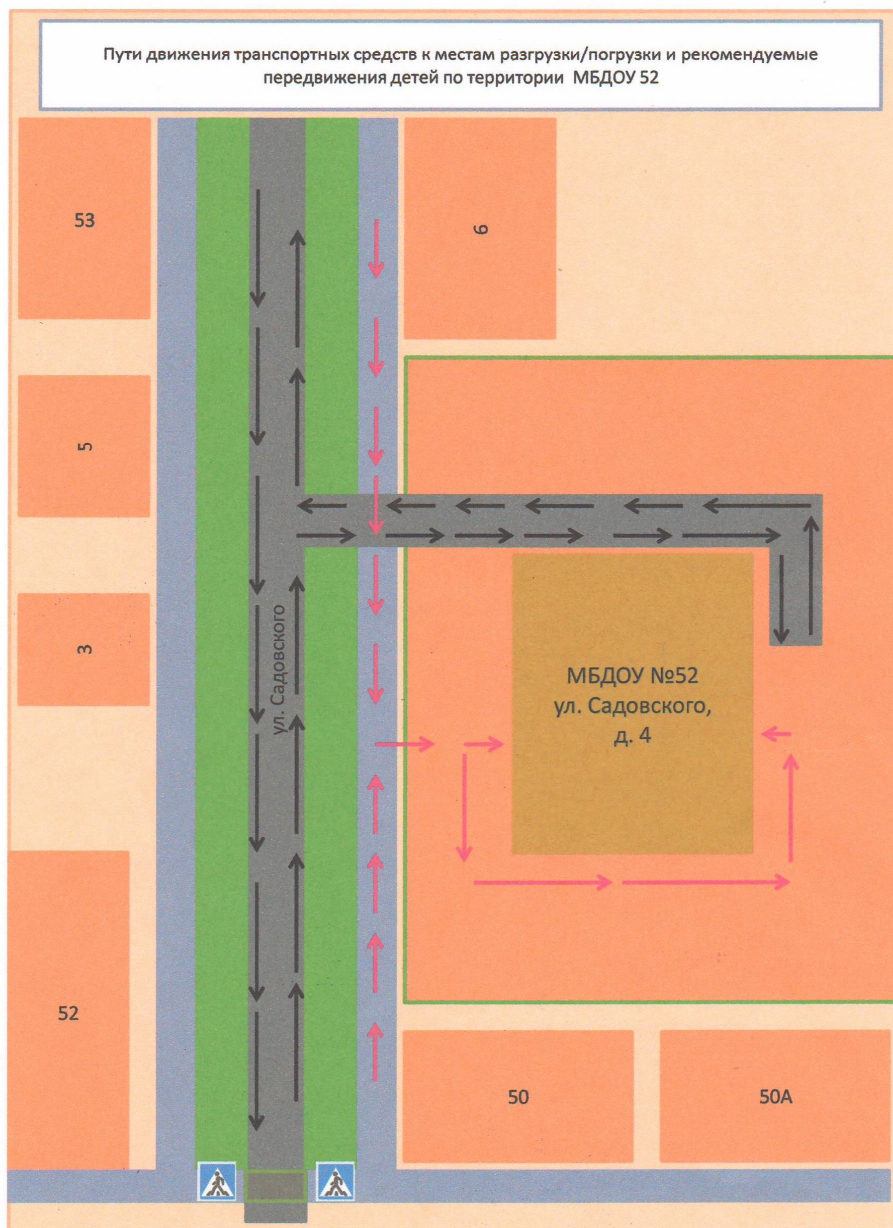 Пути движения транспортных средств к местам разгрузки/погрузки и рекомендуемые
передвижения детей по территории МБДОУ 52
53
6
5
3
ул. Садовского
МБДОУ №52
ул. Садовского,
д. 4
52
50
50А